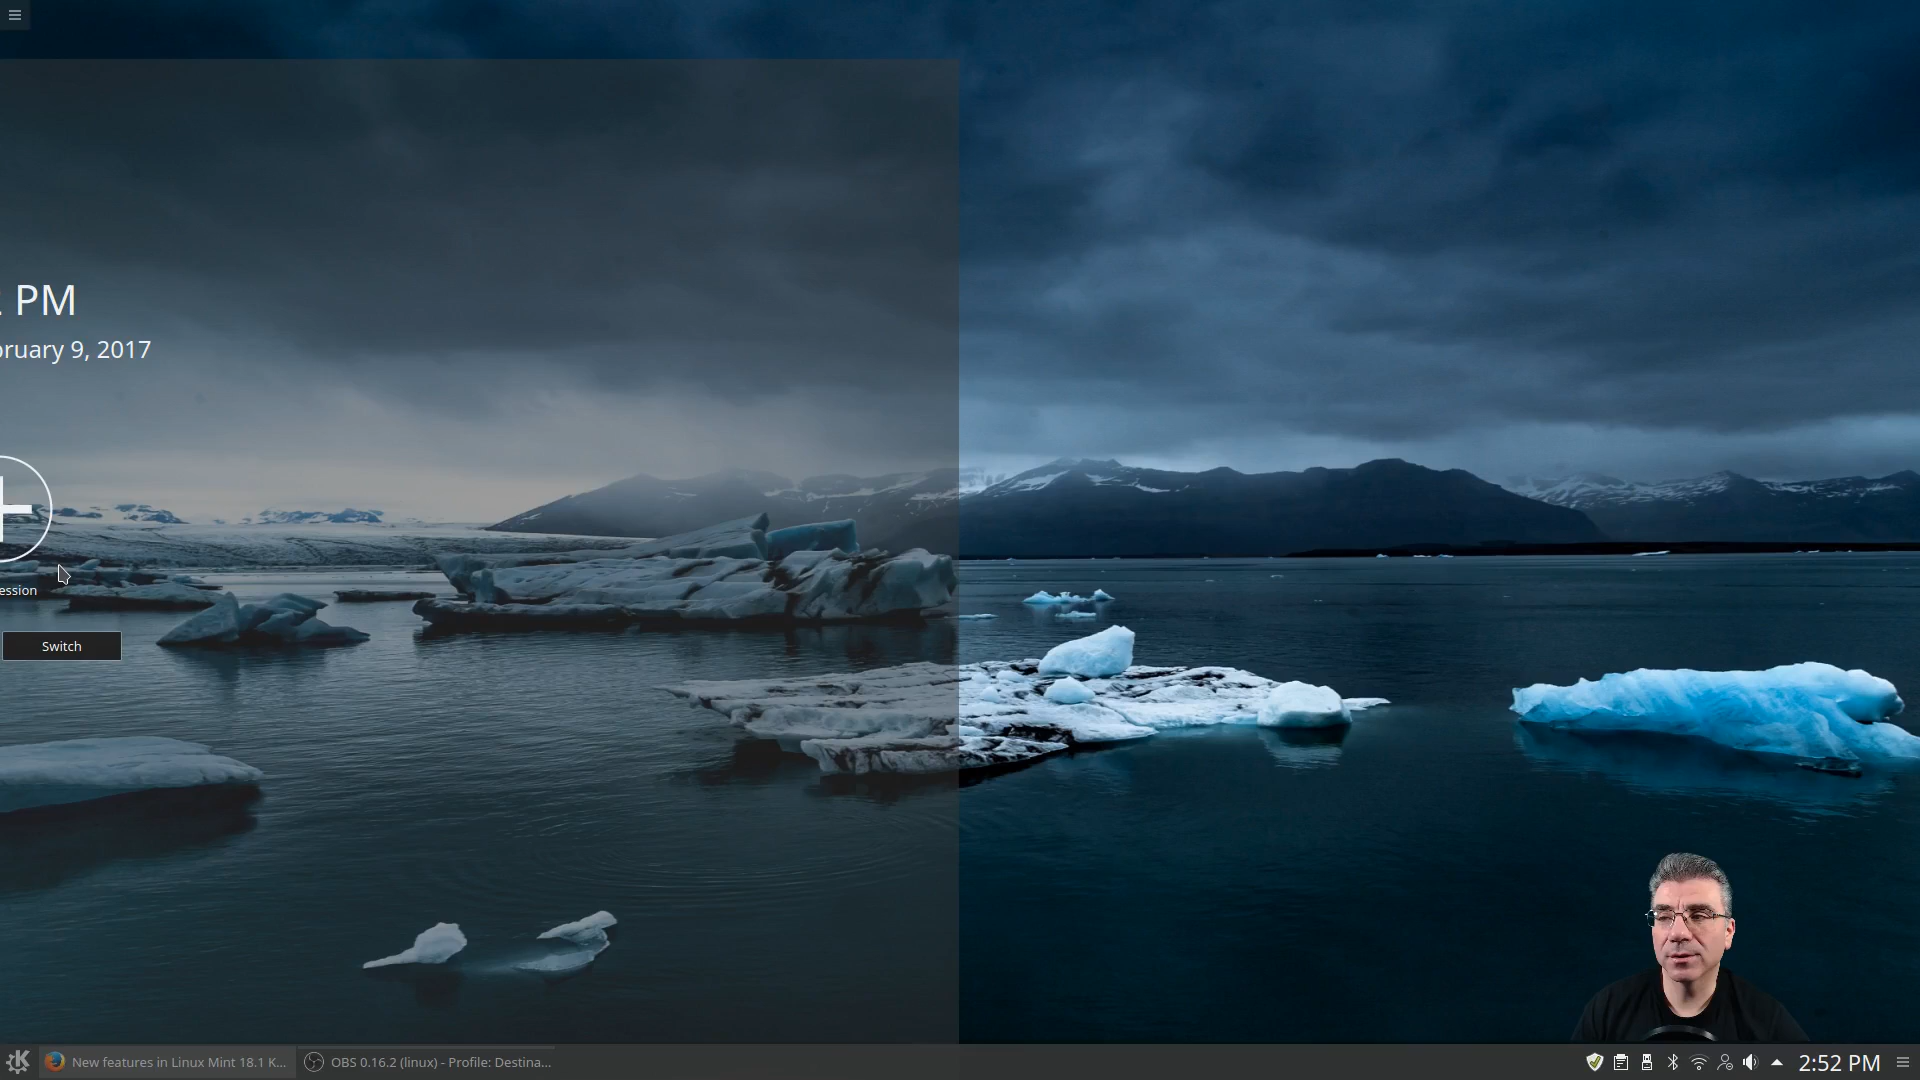 PM
bruary 9, 2017
ession
Switch
New features in Linux Mint 18.1 K...
OBS 0.16.2 (linux) - Profile: Destina...
2:52 PM